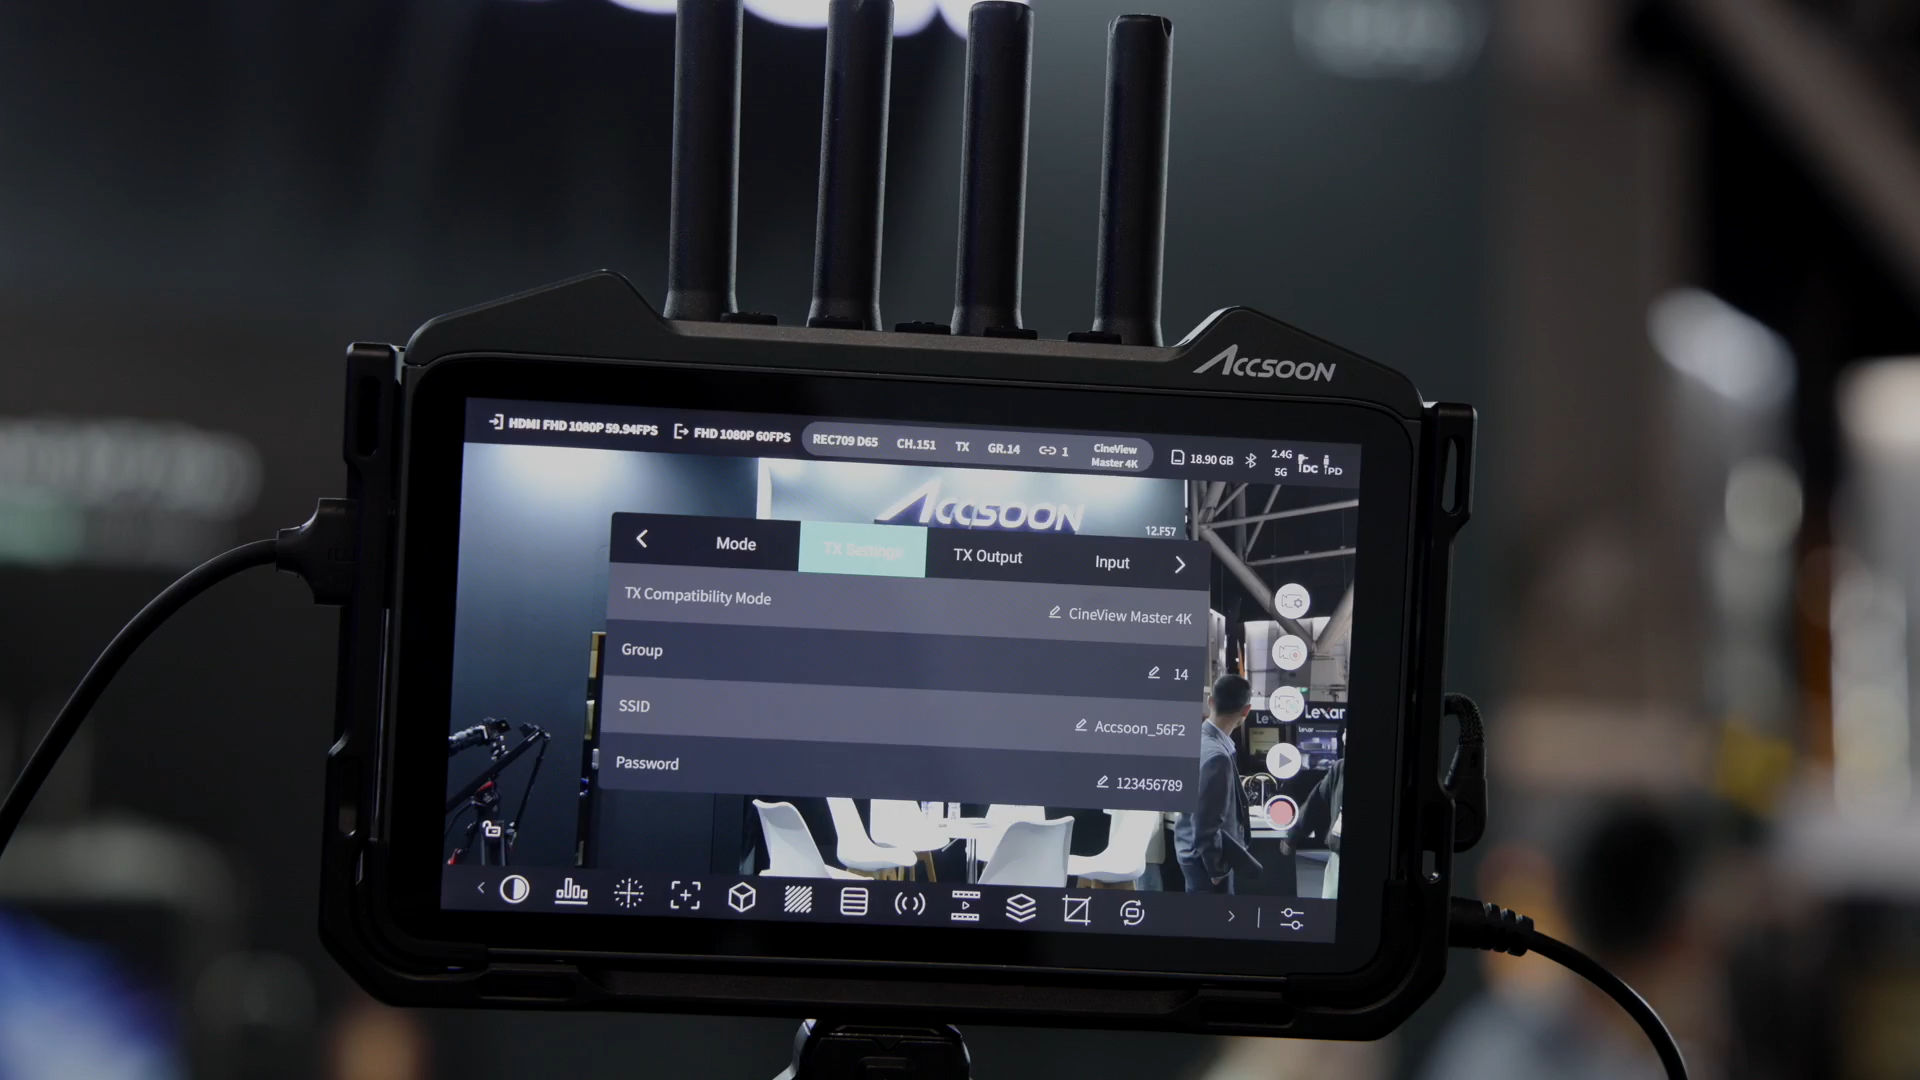 ACCSOON
HDMI FHD 1080P 59.94FPS
FHD 1080P 60FPS
REC709 D65
CH.151
TX
GR.14
1
CineView
Master 4K
18.90 GB
2.4G
5G
DC
PD
ACCSOON
12.F57
Mode
TX Settings
TX Output
Input
TX Compatibility Mode
CineView Master 4K
Group
14
SSID
Accsoon_56F2
Password
123456789
Lexar